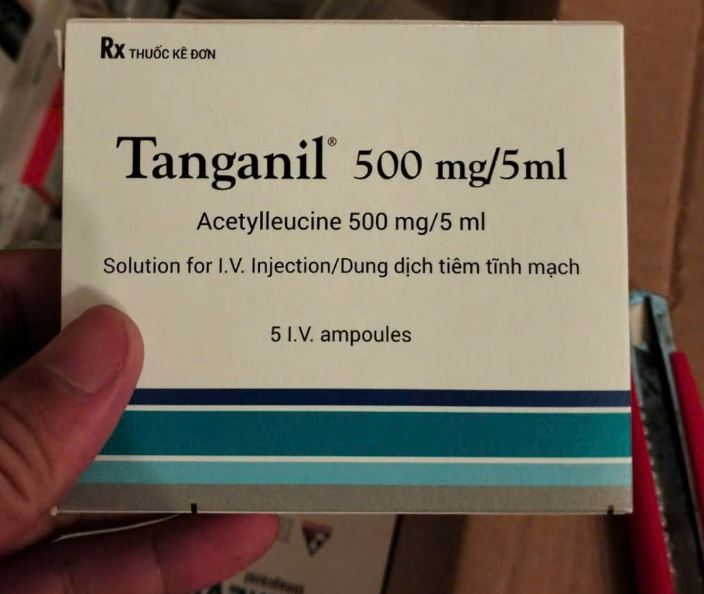 Rx THUỐC KÊ ĐƠN
Tanganil® 500 mg/5ml
Acetylleucine 500 mg/5 ml
Solution for I.V. Injection/Dung dịch tiêm tĩnh mạch
5 I.V. ampoules